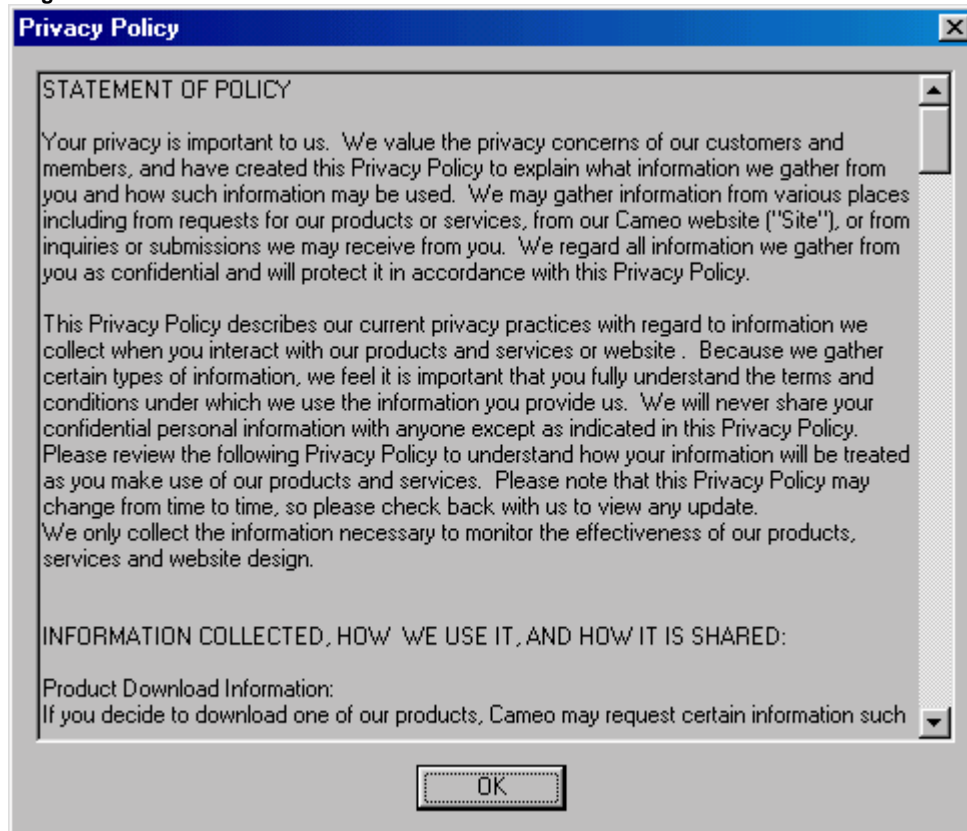 Privacy Policy
STATEMENT OF POLICY
Your privacy is important to us.  We value the privacy concerns of our customers and
members, and have created this Privacy Policy to explain what information we gather from
you and how such information may be used.  We may gather information from various places
including from requests for our products or services, from our Cameo website ("Site"), or from
inquiries or submissions we may receive from you.  We regard all information we gather from
you as confidential and will protect it in accordance with this Privacy Policy.
This Privacy Policy describes our current privacy practices with regard to information we
collect when you interact with our products and services or website .  Because we gather
certain types of information, we feel it is important that you fully understand the terms and
conditions under which we use the information you provide us.  We will never share your
confidential personal information with anyone except as indicated in this Privacy Policy.
Please review the following Privacy Policy to understand how your information will be treated
as you make use of our products and services.  Please note that this Privacy Policy may
change from time to time, so please check back with us to view any update.
We only collect the information necessary to monitor the effectiveness of our products,
services and website design.
INFORMATION COLLECTED, HOW  WE USE IT, AND HOW IT IS SHARED:
Product Download Information:
If you decide to download one of our products, Cameo may request certain information such
OK